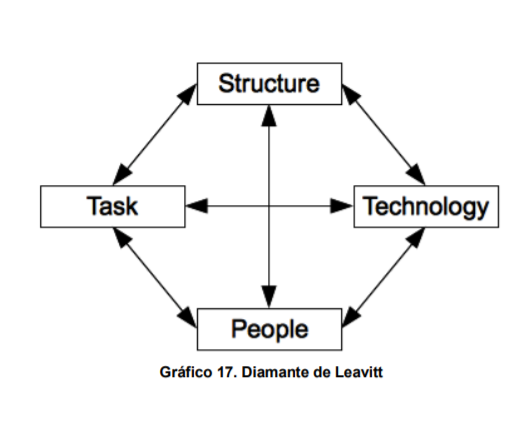 Structure
Task
Technology
People
Gráfico 17. Diamante de Leavitt